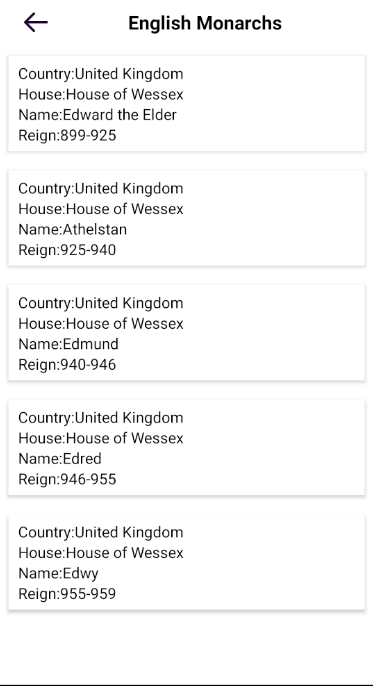 English Monarchs
Country:United Kingdom
House:House of Wessex
Name:Edward the Elder
Reign:899-925
Country:United Kingdom
House:House of Wessex
Name:Athelstan
Reign:925-940
Country:United Kingdom
House:House of Wessex
Name:Edmund
Reign:940-946
Country:United Kingdom
House:House of Wessex
Name:Edred
Reign:946-955
Country:United Kingdom
House:House of Wessex
Name:Edwy
Reign:955-959